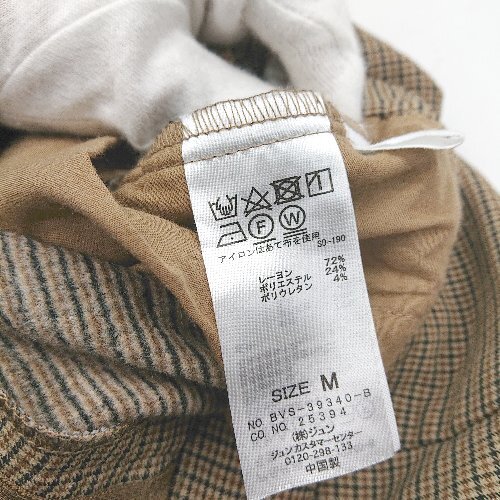 F W
アイロンはあて布を使用
SO-190
レーヨン 72%
ポリエステル 24%
ポリウレタン 4%
SIZE M
NO. BVS-39340-B
CO. NO. 25394
(株)ジュン
ジュンカスタマーセンター
0120-298-133
中国製